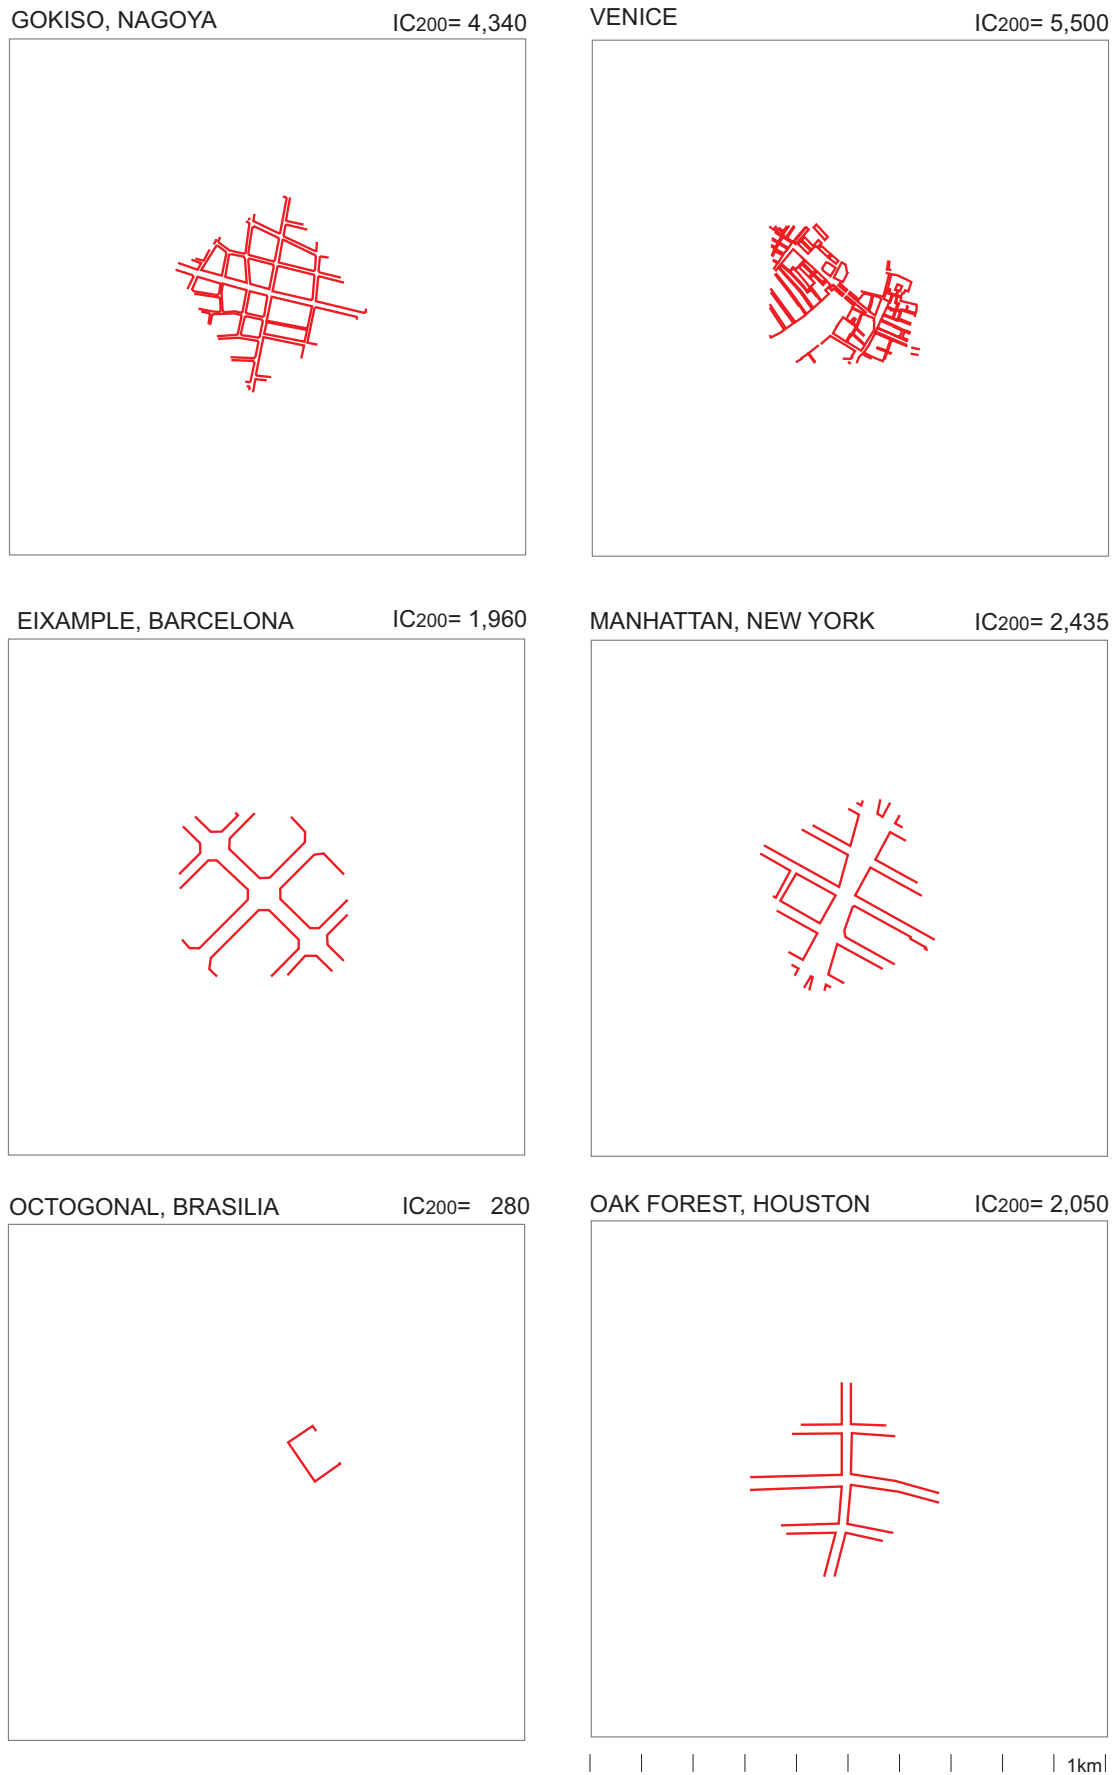 GOKISO, NAGOYA IC200= 4,340
VENICE IC200= 5,500
EIXAMPLE, BARCELONA IC200= 1,960
MANHATTAN, NEW YORK IC200= 2,435
OCTOGONAL, BRASILIA IC200= 280
OAK FOREST, HOUSTON IC200= 2,050
1km